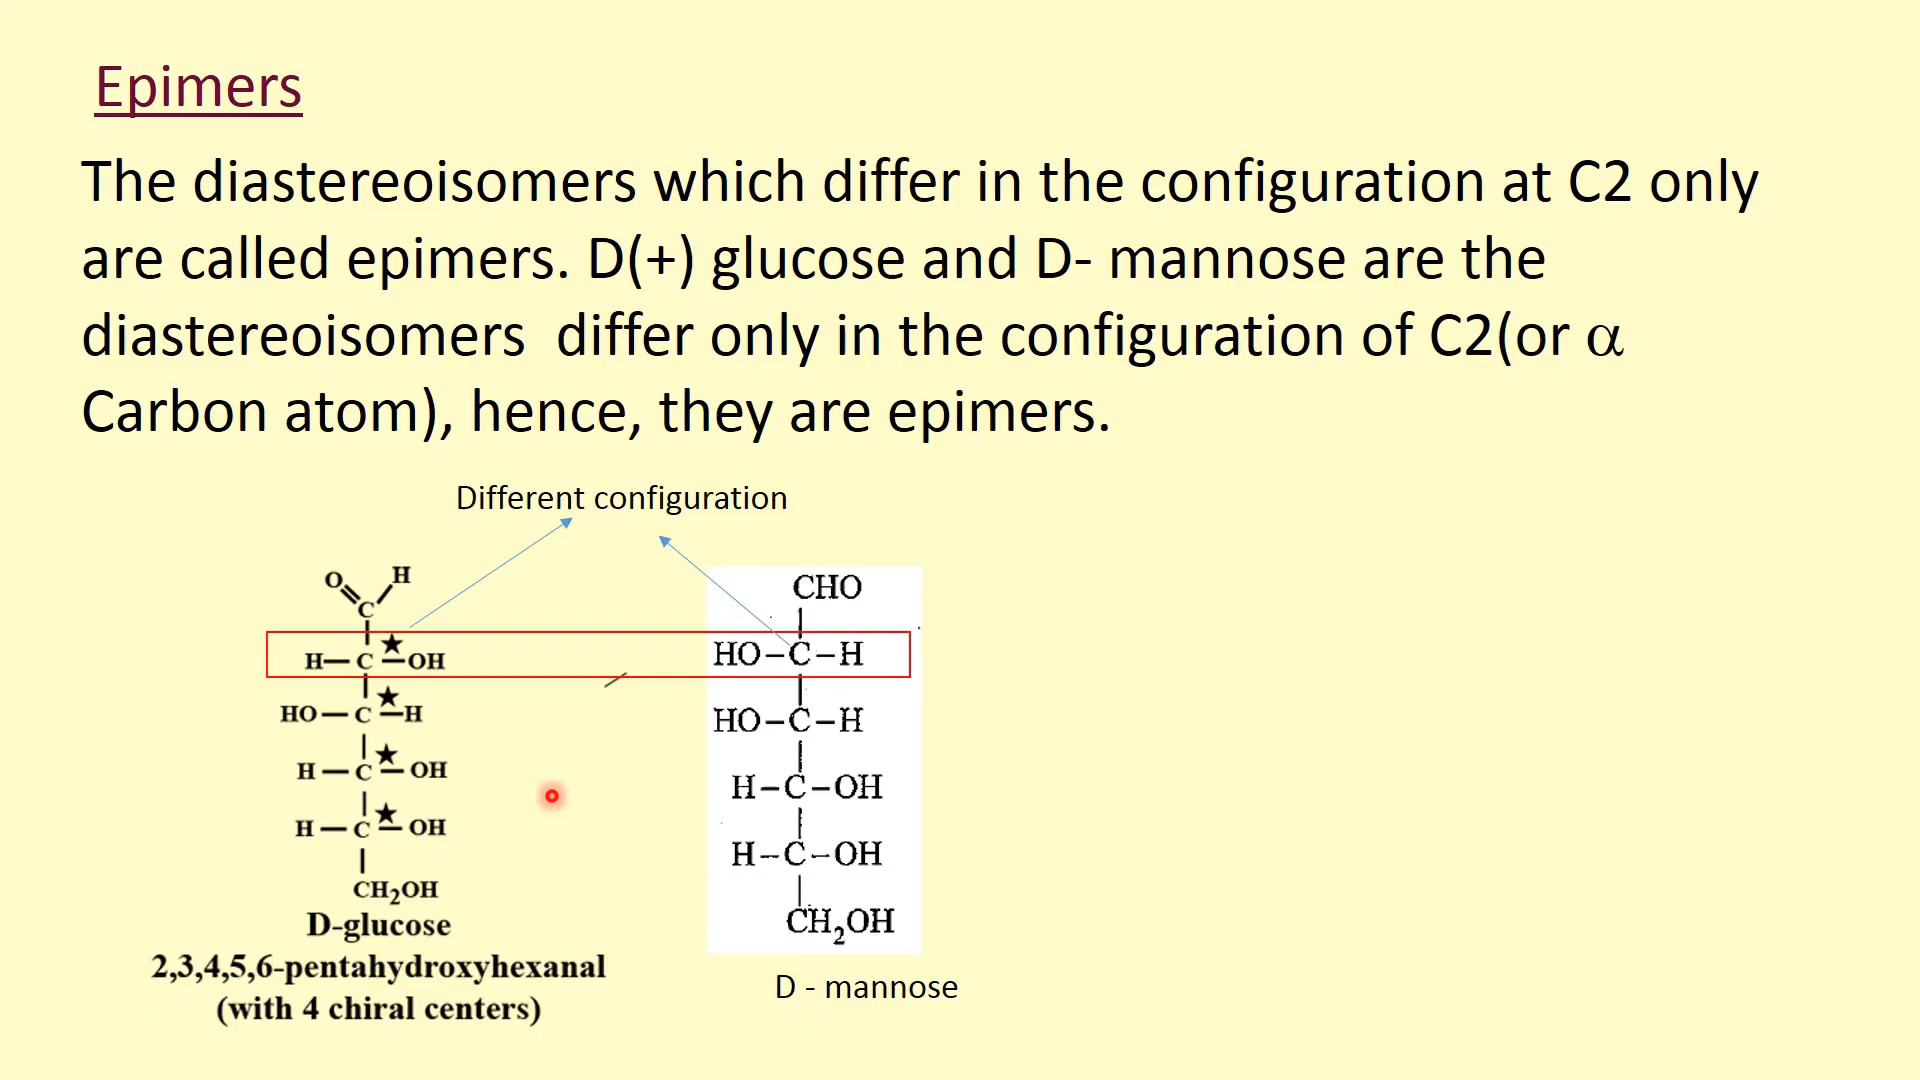 Epimers
The diastereoisomers which differ in the configuration at C2 only
are called epimers. D(+) glucose and D- mannose are the
diastereoisomers  differ only in the configuration of C2(or α
Carbon atom), hence, they are epimers.
Different configuration
O H
C
H—C—OH
HO—C—H
H—C—OH
H—C—OH
CH₂OH
D-glucose
2,3,4,5,6-pentahydroxyhexanal
(with 4 chiral centers)
CHO
HO–C–H
HO–C–H
H–C–OH
H–C–OH
CH₂OH
D - mannose